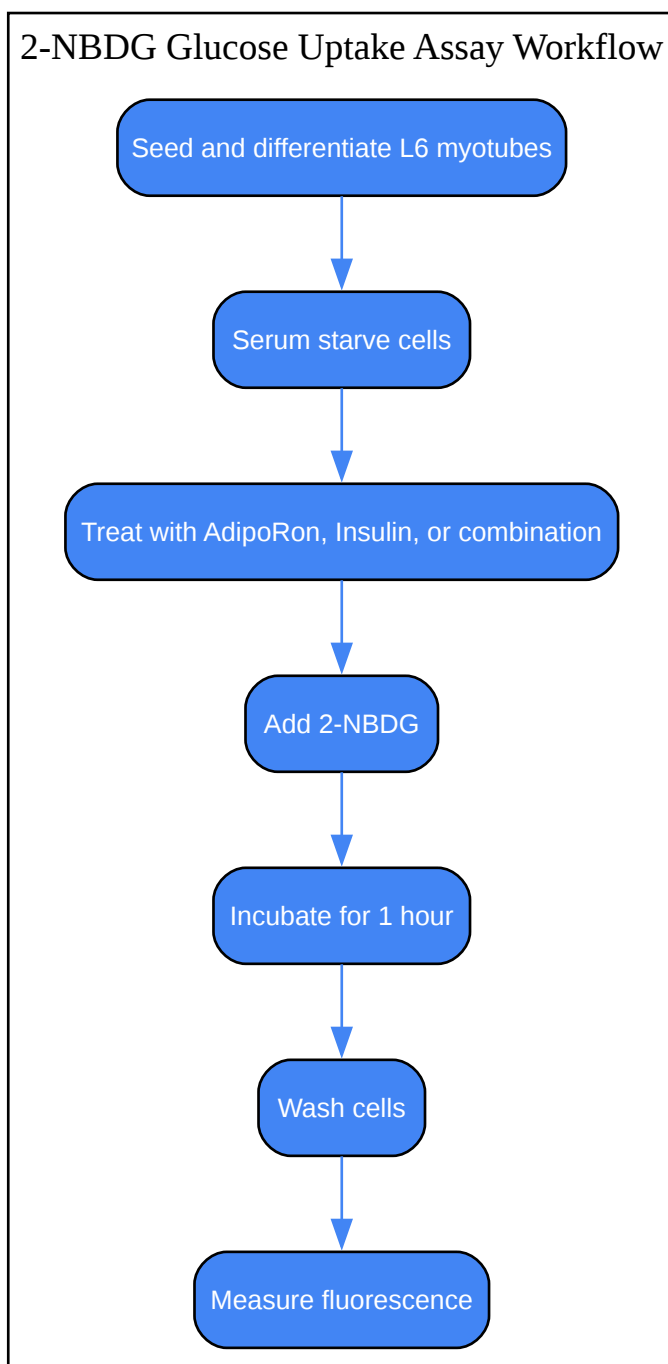 2-NBDG Glucose Uptake Assay Workflow
Seed and differentiate L6 myotubes
Serum starve cells
Treat with AdipoRon, Insulin, or combination
Add 2-NBDG
Incubate for 1 hour
Wash cells
Measure fluorescence